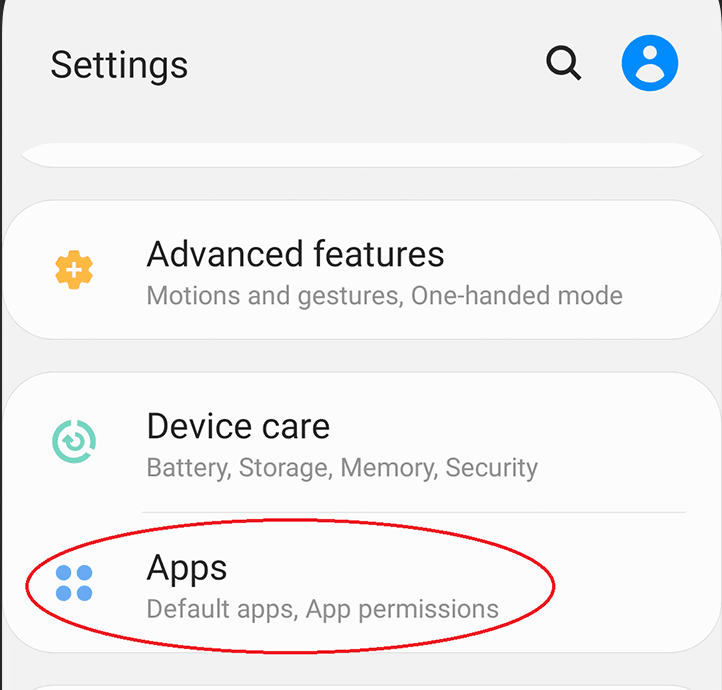 Settings
Advanced features
Motions and gestures, One-handed mode
Device care
Battery, Storage, Memory, Security
Apps
Default apps, App permissions